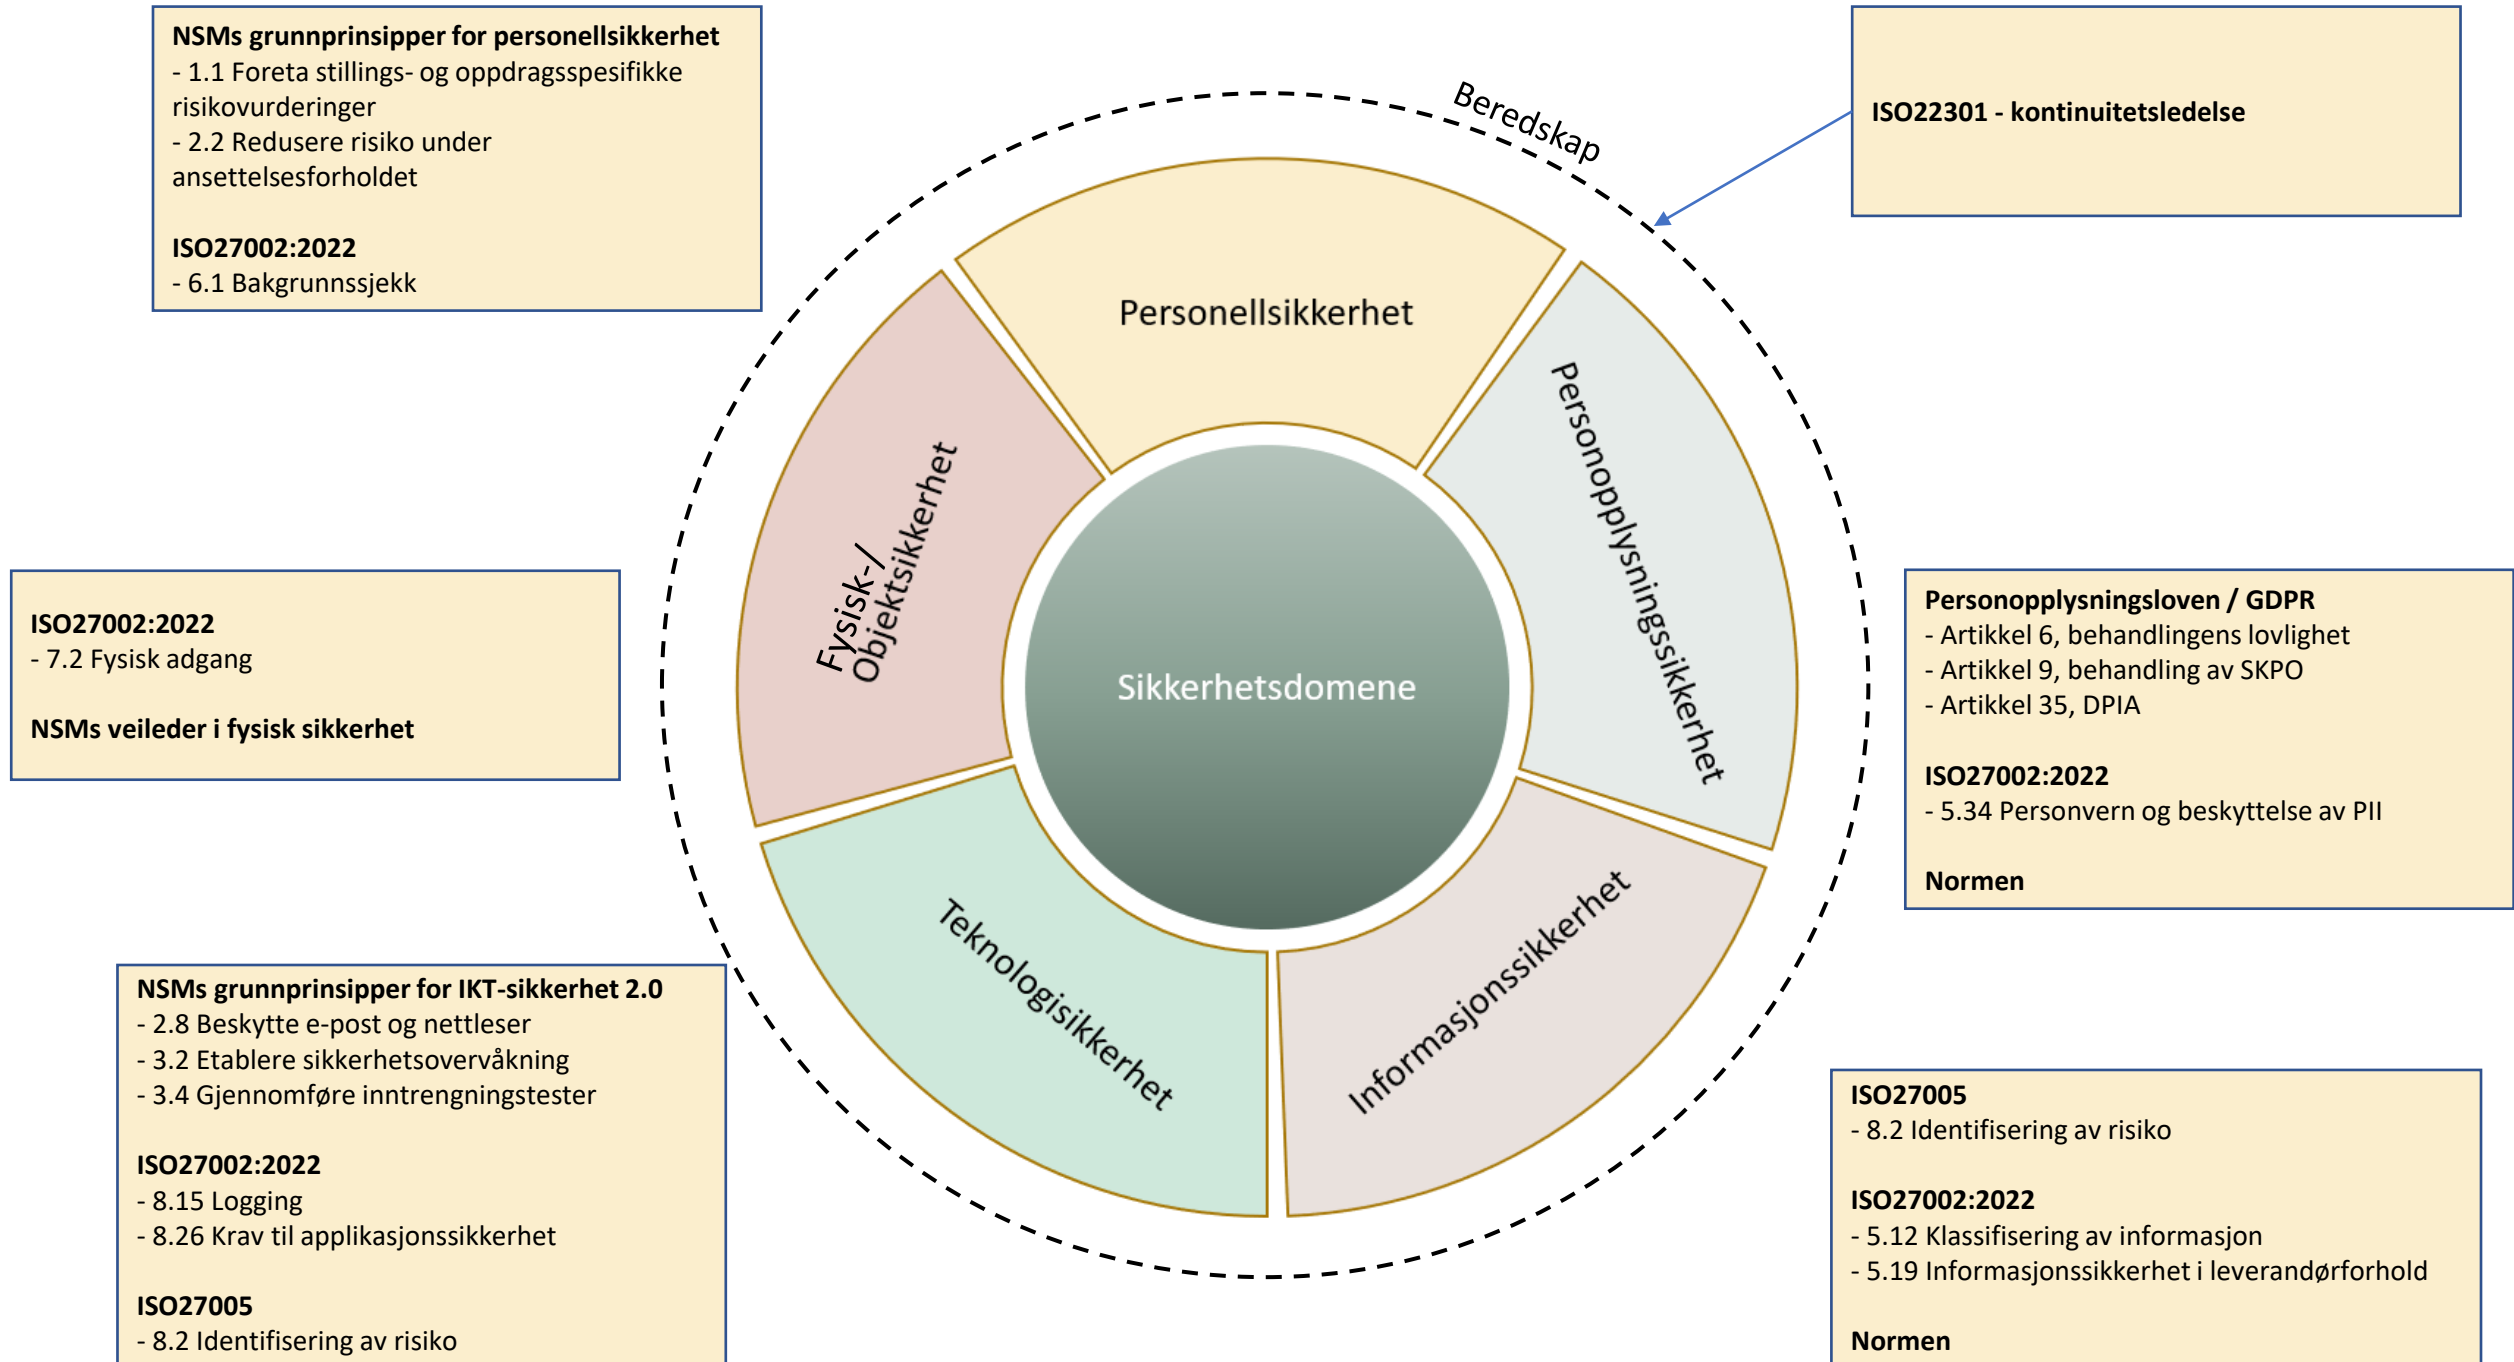 NSMs grunnprinsipper for personellsikkerhet
- 1.1 Foreta stillings- og oppdragsspesifikke
risikovurderinger
- 2.2 Redusere risiko under
ansettelsesforholdet
ISO27002:2022
- 6.1 Bakgrunnssjekk
Beredskap
ISO22301 - kontinuitetsledelse
Personellsikkerhet
Personopplysningssikkerhet
Fysisk-/
Objektsikkerhet
Sikkerhetsdomene
Teknologisikkerhet
Informasjonssikkerhet
ISO27002:2022
- 7.2 Fysisk adgang
NSMs veileder i fysisk sikkerhet
Personopplysningsloven / GDPR
- Artikkel 6, behandlingens lovlighet
- Artikkel 9, behandling av SKPO
- Artikkel 35, DPIA
ISO27002:2022
- 5.34 Personvern og beskyttelse av PII
Normen
NSMs grunnprinsipper for IKT-sikkerhet 2.0
- 2.8 Beskytte e-post og nettleser
- 3.2 Etablere sikkerhetsovervåkning
- 3.4 Gjennomføre inntrengningstester
ISO27002:2022
- 8.15 Logging
- 8.26 Krav til applikasjonssikkerhet
ISO27005
- 8.2 Identifisering av risiko
ISO27005
- 8.2 Identifisering av risiko
ISO27002:2022
- 5.12 Klassifisering av informasjon
- 5.19 Informasjonssikkerhet i leverandørforhold
Normen